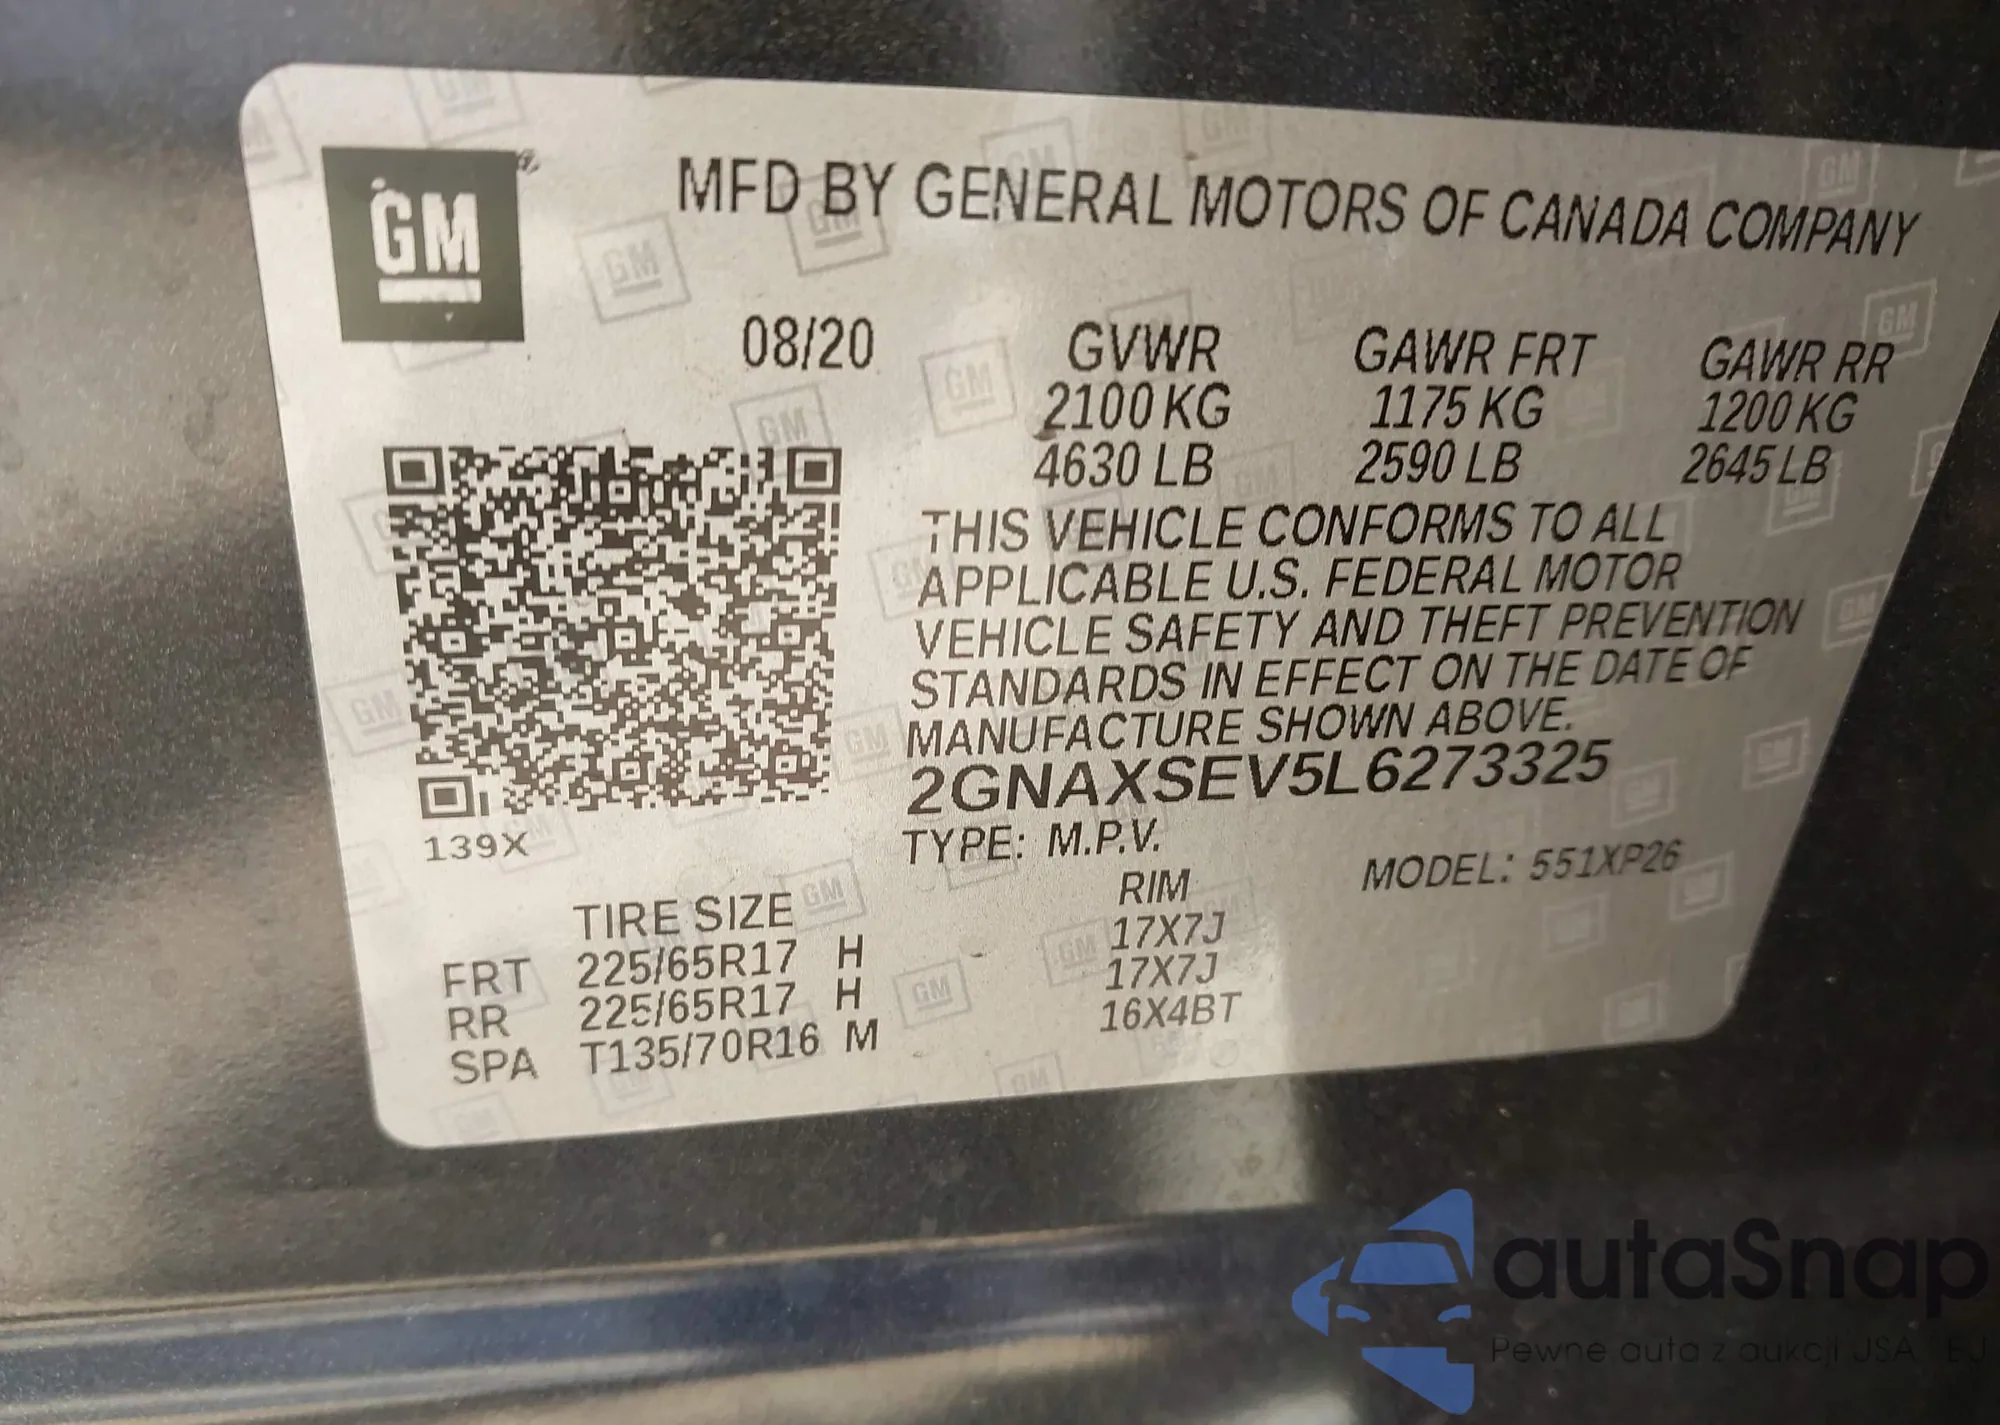 GM
MFD BY GENERAL MOTORS OF CANADA COMPANY
08/20 GVWR GAWR FRT GAWR RR
2100 KG 1175 KG 1200 KG
4630 LB 2590 LB 2645 LB
THIS VEHICLE CONFORMS TO ALL
APPLICABLE U.S. FEDERAL MOTOR
VEHICLE SAFETY AND THEFT PREVENTION
STANDARDS IN EFFECT ON THE DATE OF
MANUFACTURE SHOWN ABOVE.
2GNAXSEV5L6273325
139X
TYPE: M.P.V. MODEL: 551XP26
TIRE SIZE RIM
FRT 225/65R17 H 17X7J
RR 225/65R17 H 17X7J
SPA T135/70R16 M 16X4BT
autaSnap
Pewne auta z aukcji